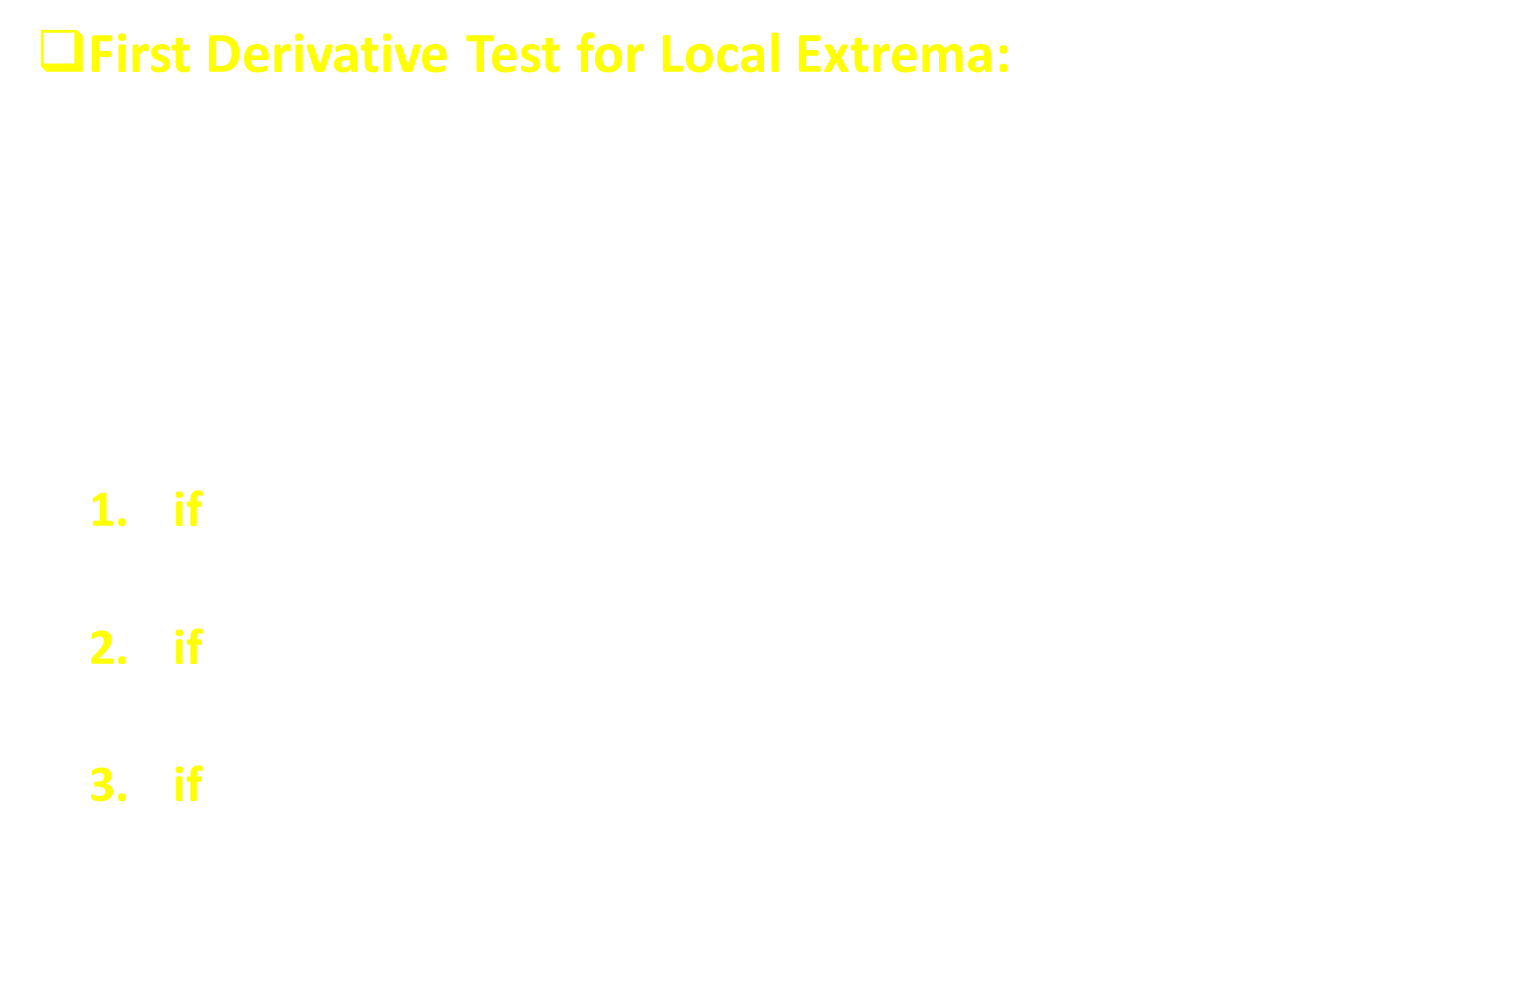 ❑First Derivative Test for Local Extrema:
1. if
2. if
3. if